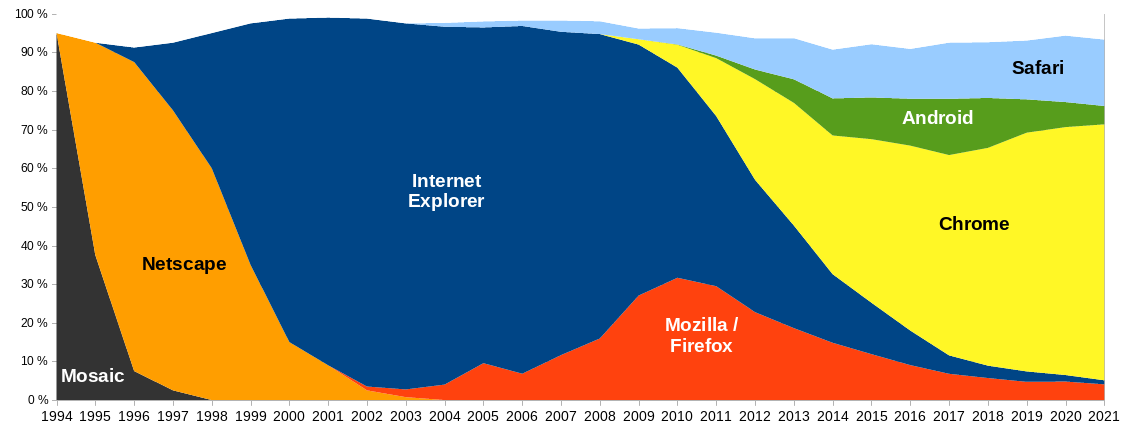 100 %
90 %
80 %
70 %
60 %
50 %
40 %
30 %
20 %
10 %
0 %
Safari
Android
Internet
Explorer
Chrome
Netscape
Mozilla /
Firefox
Mosaic
1994 1995 1996 1997 1998 1999 2000 2001 2002 2003 2004 2005 2006 2007 2008 2009 2010 2011 2012 2013 2014 2015 2016 2017 2018 2019 2020 2021